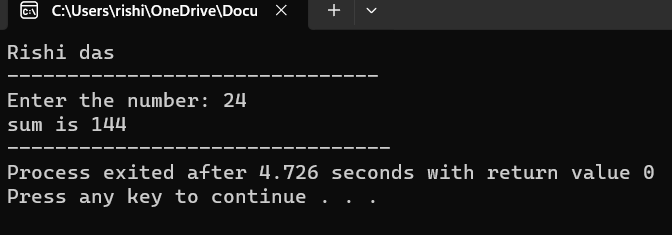 C:\Users\rishi\OneDrive\Docu
Rishi das
-------------------------------
Enter the number: 24
sum is 144
--------------------------------
Process exited after 4.726 seconds with return value 0
Press any key to continue . . .